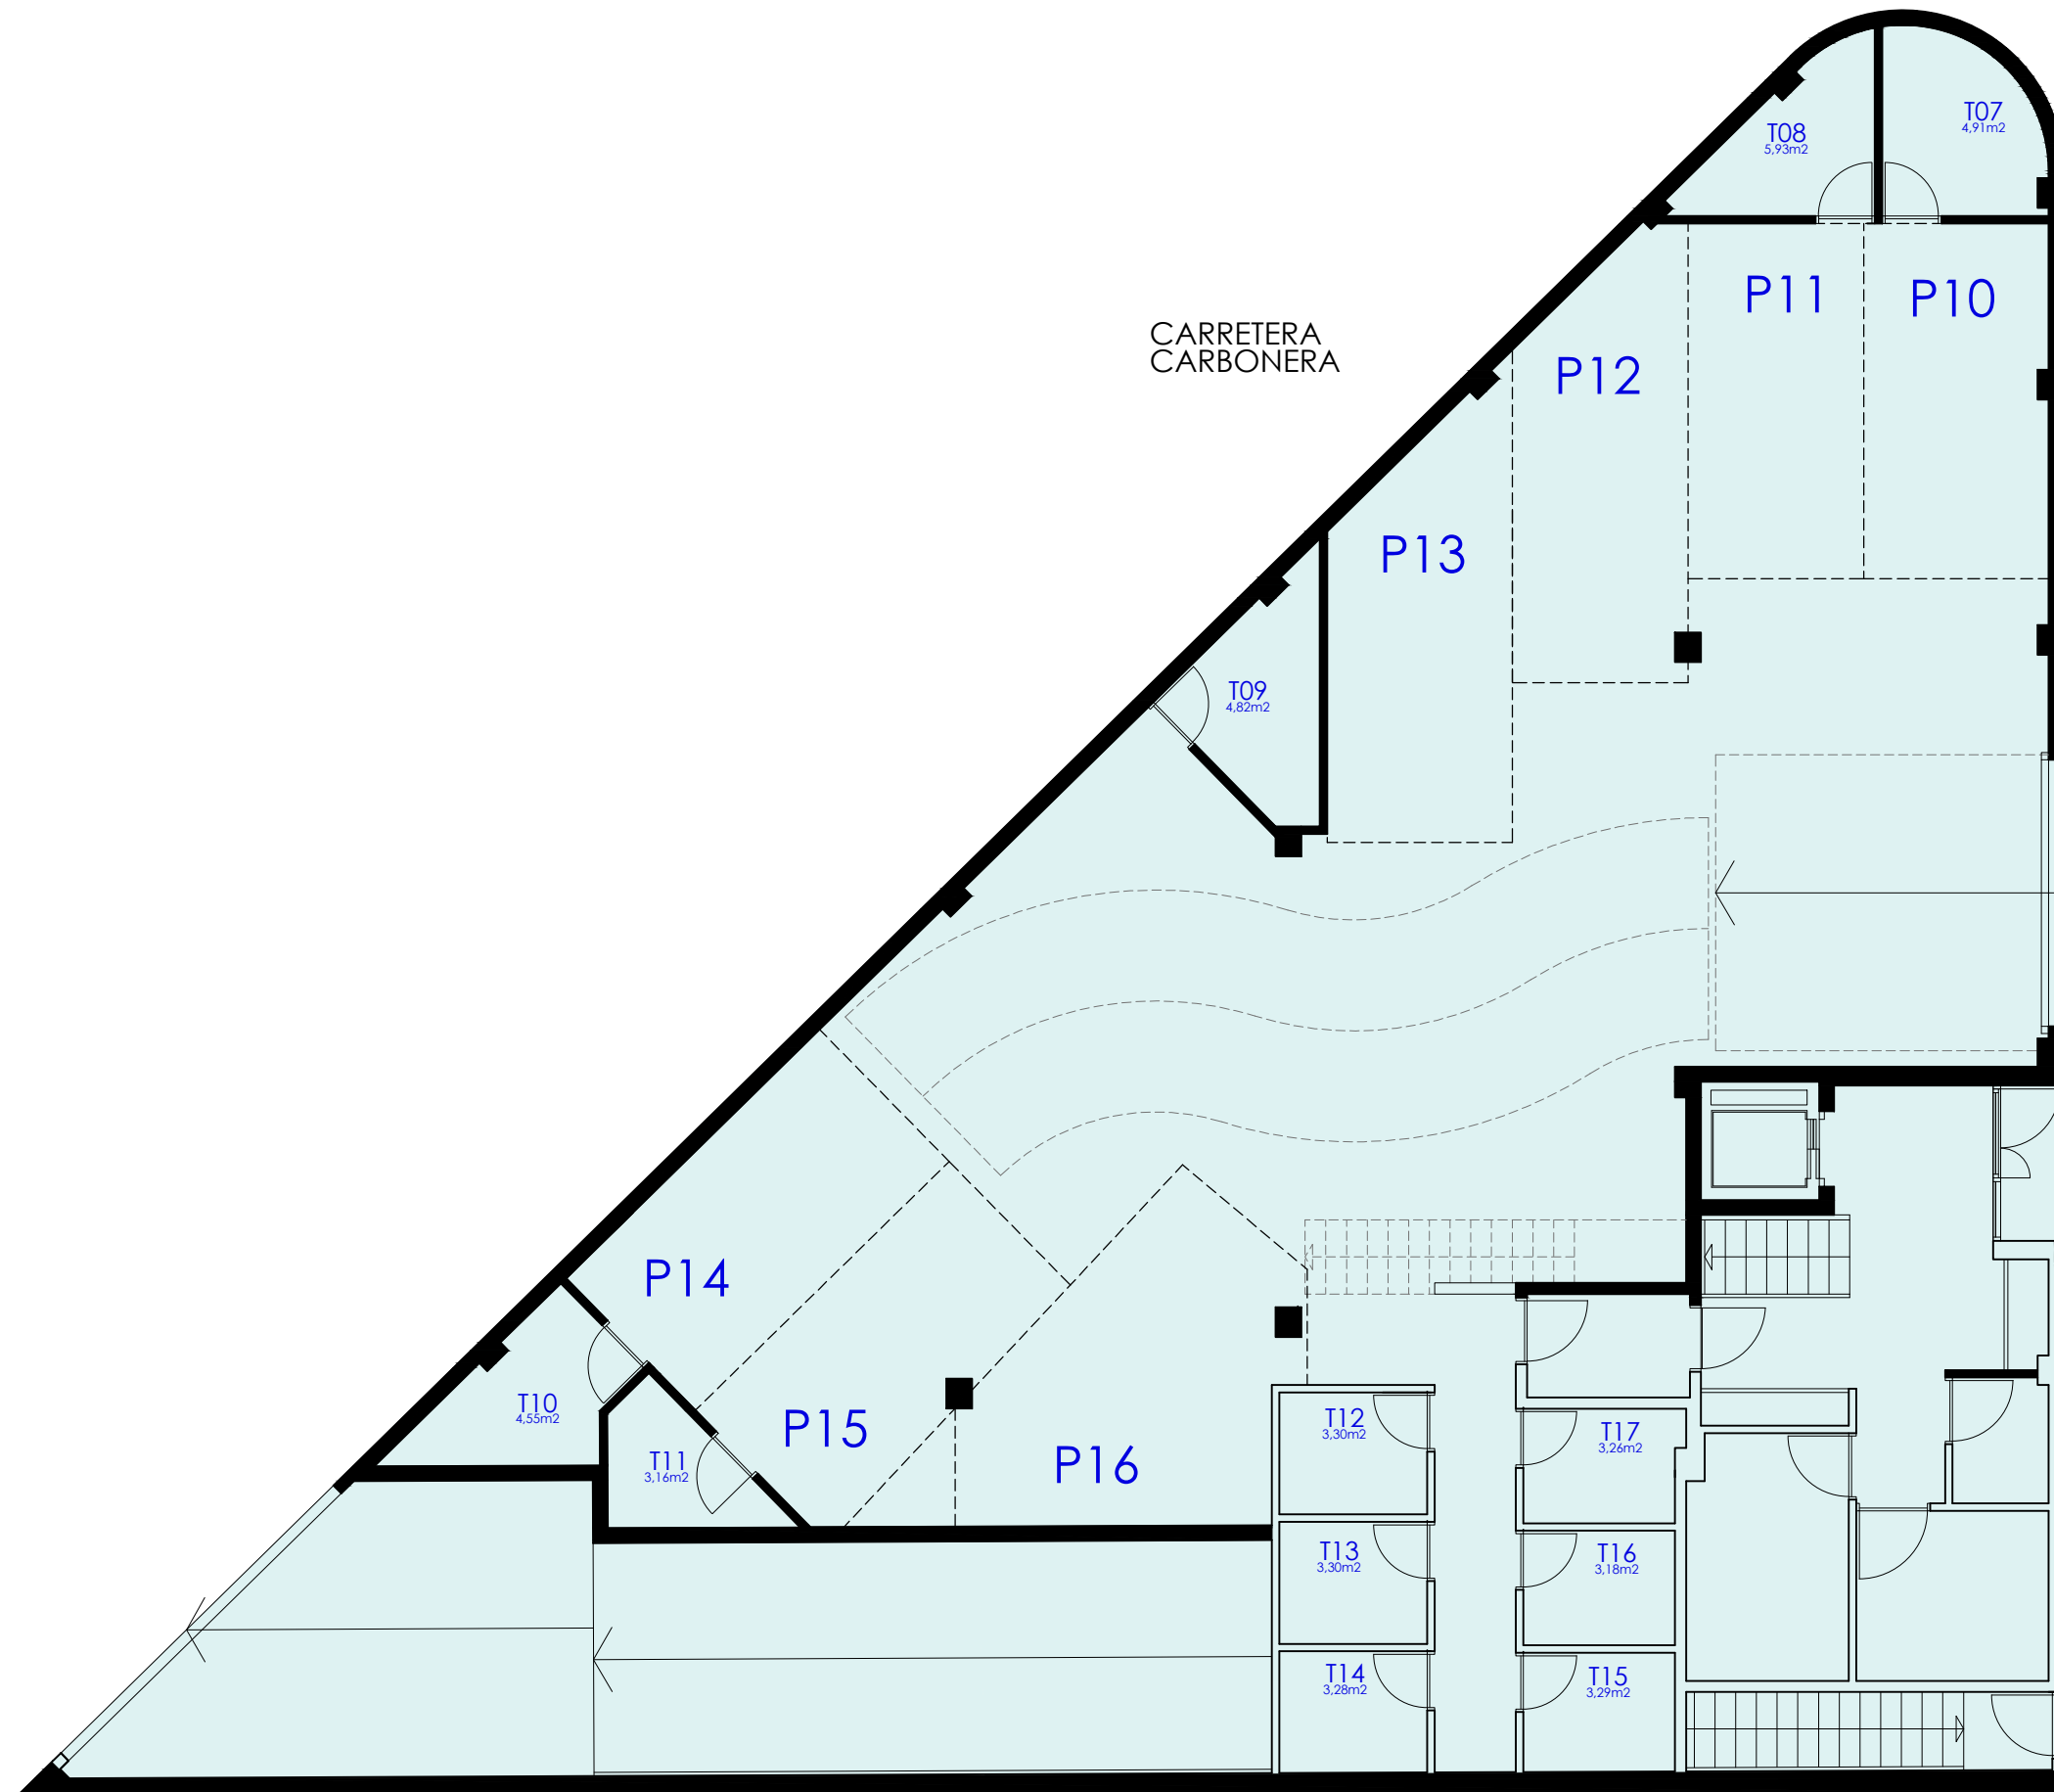 T07
4,91m2
T08
5,93m2
P11
P10
CARRETERA
CARBONERA
P12
P13
T09
4,82m2
P14
T10
4,55m2
P15
T11
3,16m2
P16
T12
3,30m2
T17
3,26m2
T13
3,30m2
T16
3,18m2
T14
3,28m2
T15
3,29m2